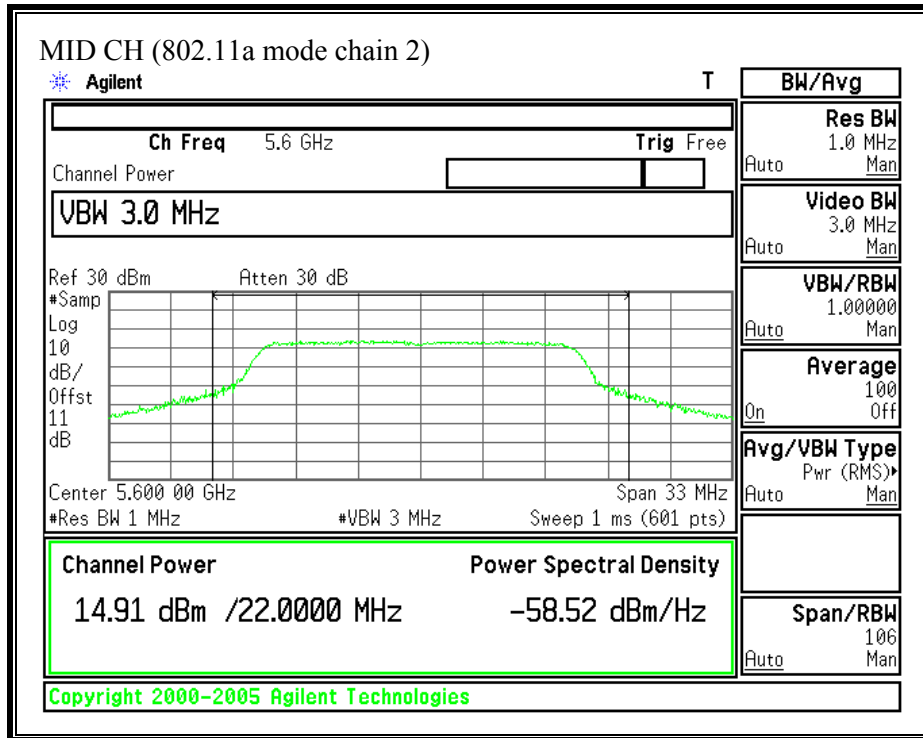 MID CH (802.11a mode chain 2)
Agilent T
Ch Freq 5.6 GHz Trig Free
Channel Power
VBW 3.0 MHz
Ref 30 dBm Atten 30 dB
#Samp
Log
10
dB/
Offst
11
dB
Center 5.600 00 GHz Span 33 MHz
#Res BW 1 MHz #VBW 3 MHz Sweep 1 ms (601 pts)
Channel Power Power Spectral Density
14.91 dBm /22.0000 MHz -58.52 dBm/Hz
Copyright 2000-2005 Agilent Technologies
BW/Avg
Res BW
1.0 MHz
Auto Man
Video BW
3.0 MHz
Auto Man
VBW/RBW
1.00000
Auto Man
Average
100
On Off
Avg/VBW Type
Pwr (RMS)▸
Auto Man
Span/RBW
106
Auto Man